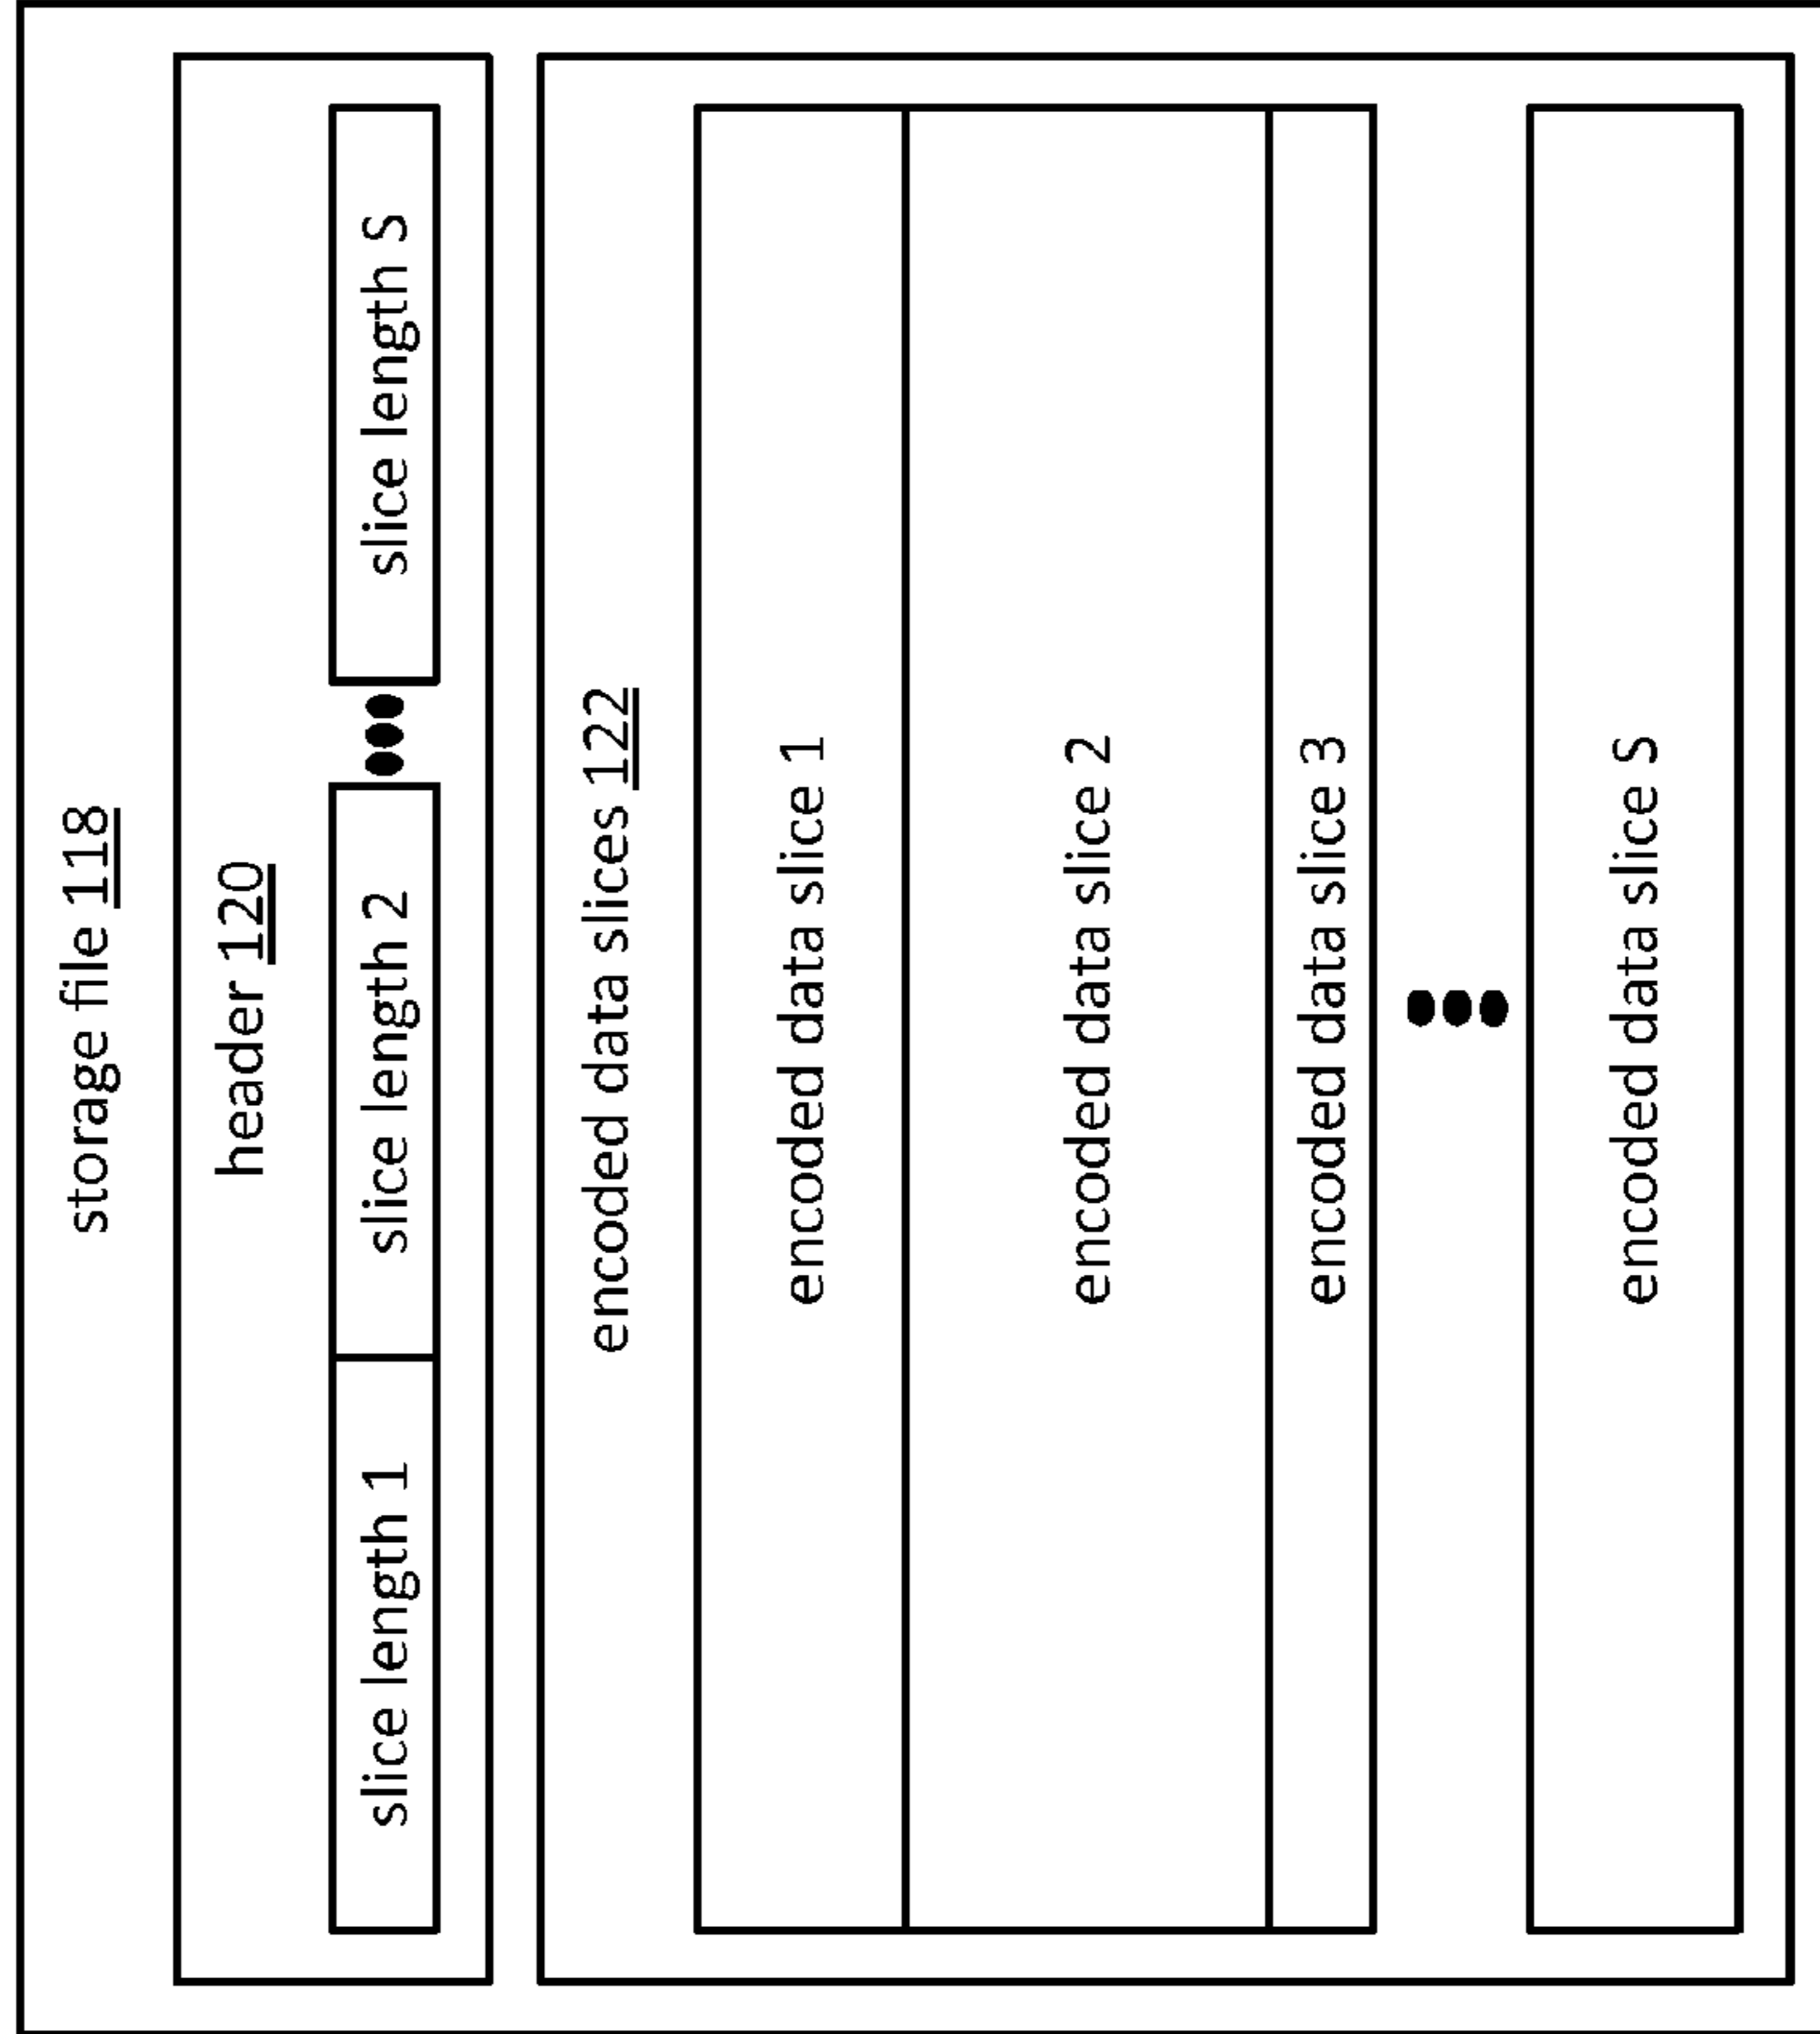 storage file 118
header 120
slice length 1 slice length 2 slice length S
encoded data slices 122
encoded data slice 1
encoded data slice 2
encoded data slice 3
encoded data slice S